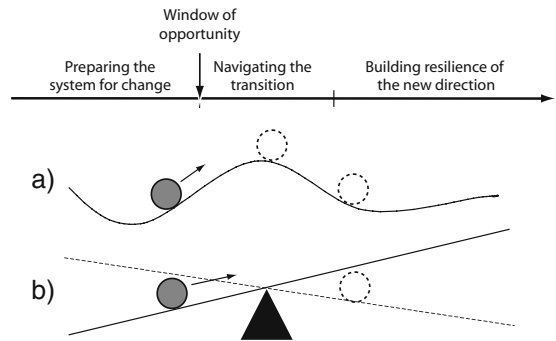 Window of
opportunity
Preparing the
system for change
Navigating the
transition
Building resilience of
the new direction
a)
b)